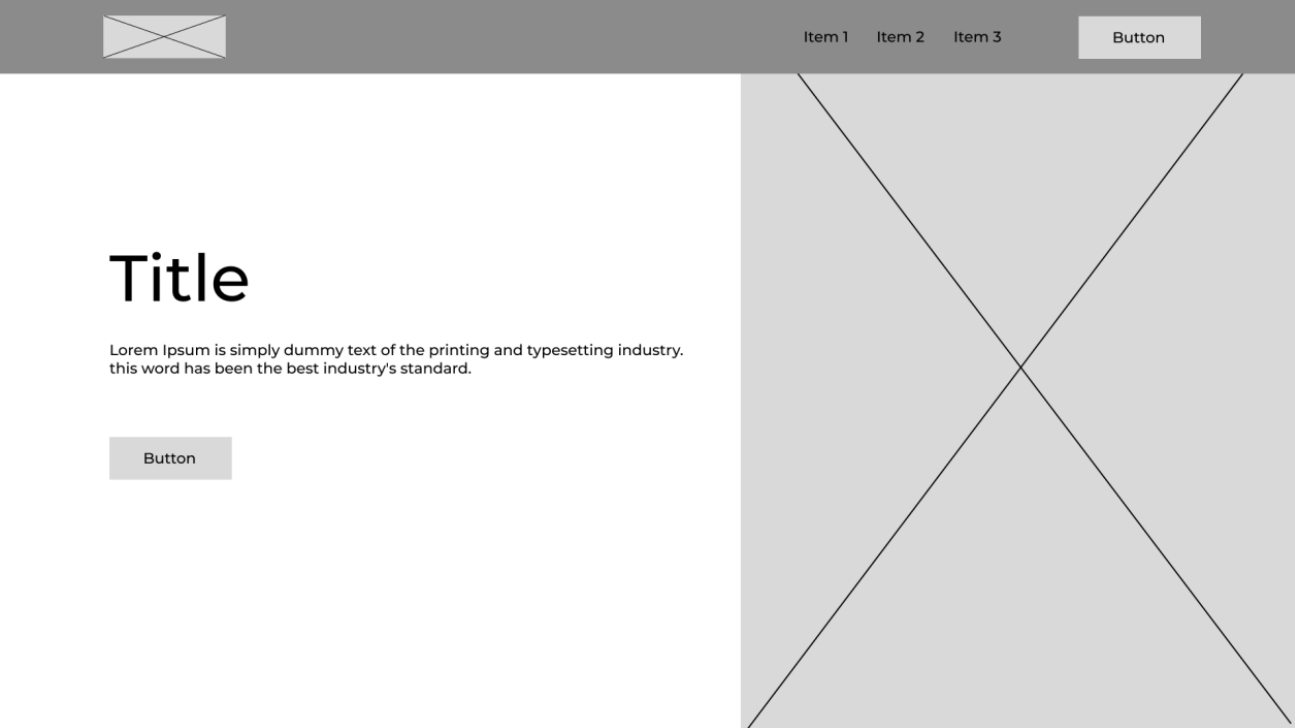 Item 1
Item 2
Item 3
Button
Title
Lorem Ipsum is simply dummy text of the printing and typesetting industry.
this word has been the best industry's standard.
Button